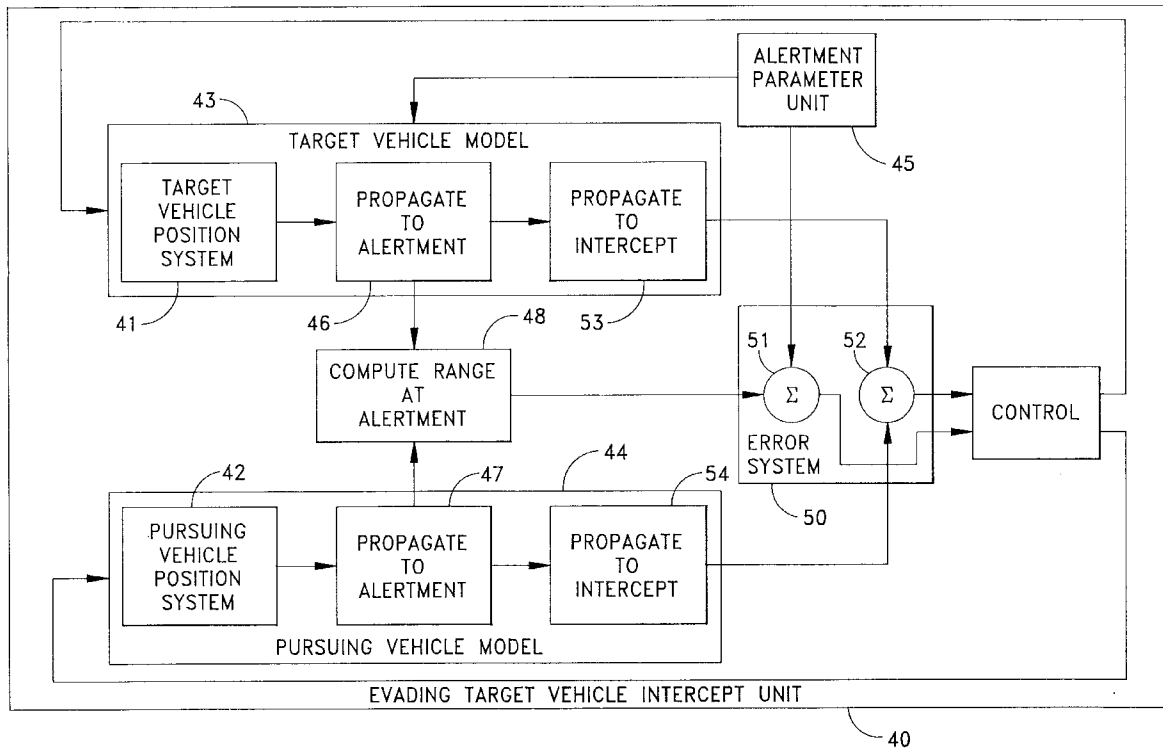 ALERTMENT
PARAMETER
UNIT
43
45
TARGET VEHICLE MODEL
TARGET
VEHICLE
POSITION
SYSTEM
PROPAGATE
TO
ALERTMENT
PROPAGATE
TO
INTERCEPT
41
46
53
48
COMPUTE RANGE
AT
ALERTMENT
51
52
Σ
Σ
ERROR
SYSTEM
50
CONTROL
42
47
44
54
PURSUING
VEHICLE
POSITION
SYSTEM
PROPAGATE
TO
ALERTMENT
PROPAGATE
TO
INTERCEPT
PURSUING VEHICLE MODEL
EVADING TARGET VEHICLE INTERCEPT UNIT
40